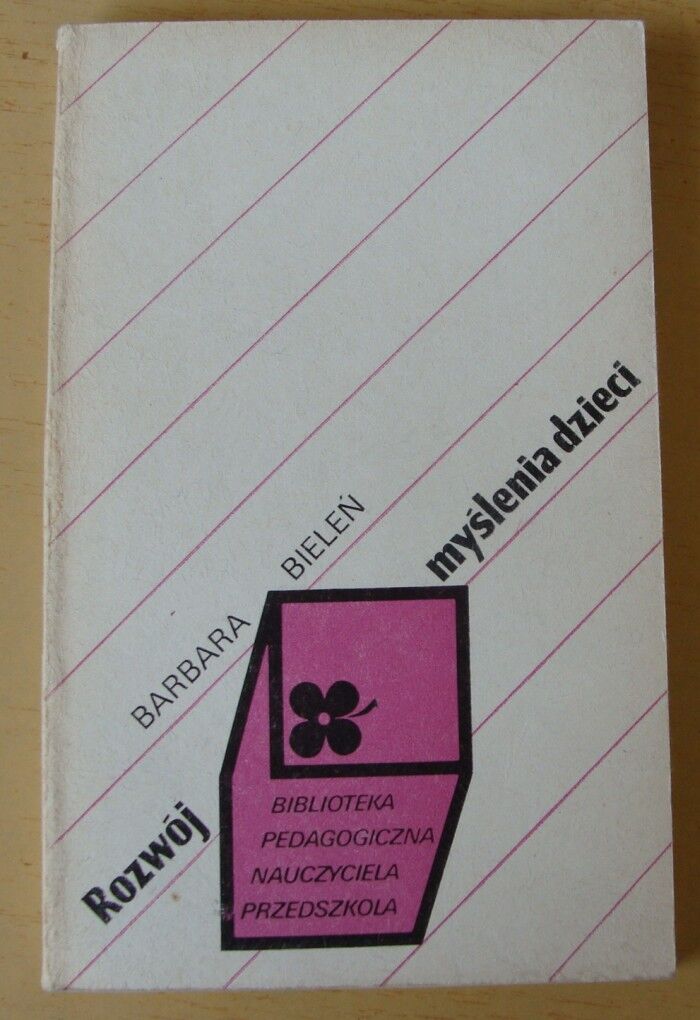 BARBARA BIELEŃ
Rozwój myślenia dzieci
BIBLIOTEKA
PEDAGOGICZNA
NAUCZYCIELA
PRZEDSZKOLA